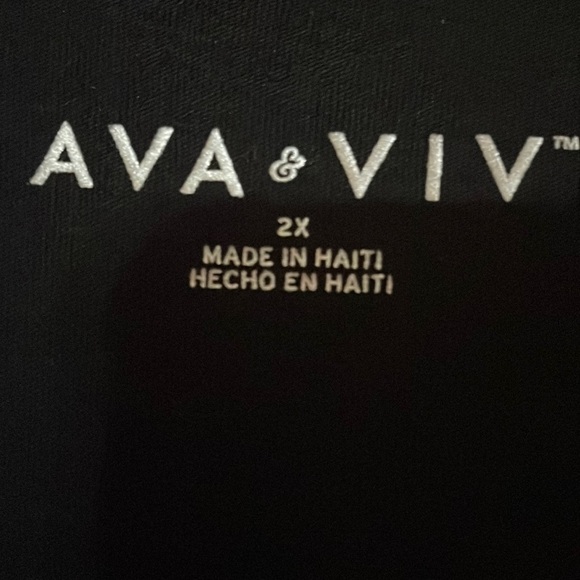 AVA & VIV™
2X
MADE IN HAITI
HECHO EN HAITI